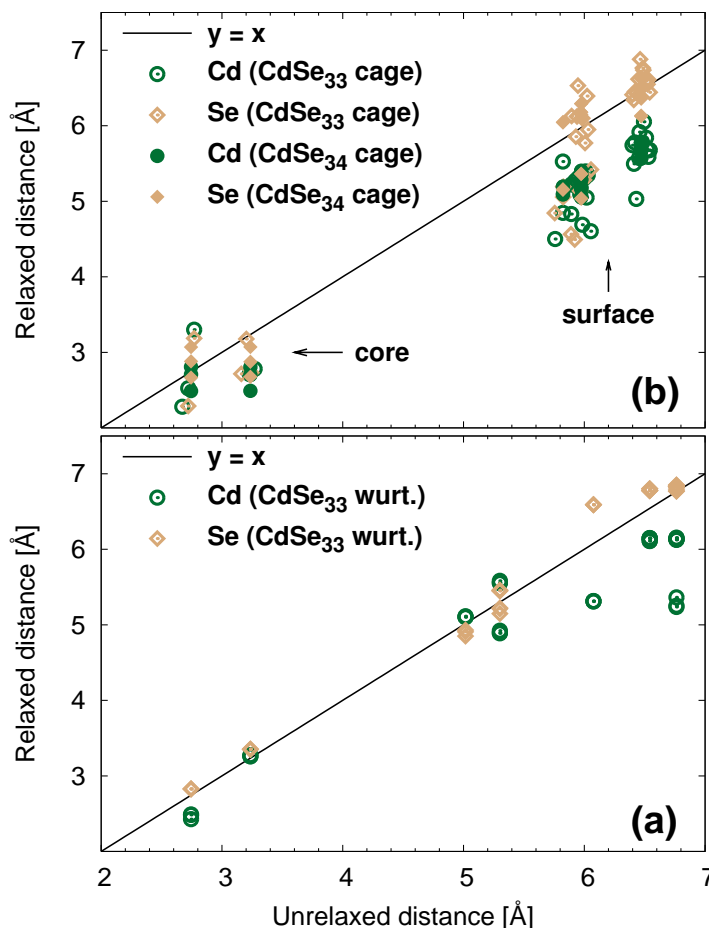 y = x
Cd (CdSe33 cage)
Se (CdSe33 cage)
Cd (CdSe34 cage)
Se (CdSe34 cage)
7
6
5
4
3
Relaxed distance [Å]
surface
core
(b)
y = x
Cd (CdSe33 wurt.)
Se (CdSe33 wurt.)
7
6
5
4
3
Relaxed distance [Å]
(a)
2 3 4 5 6 7
Unrelaxed distance [Å]